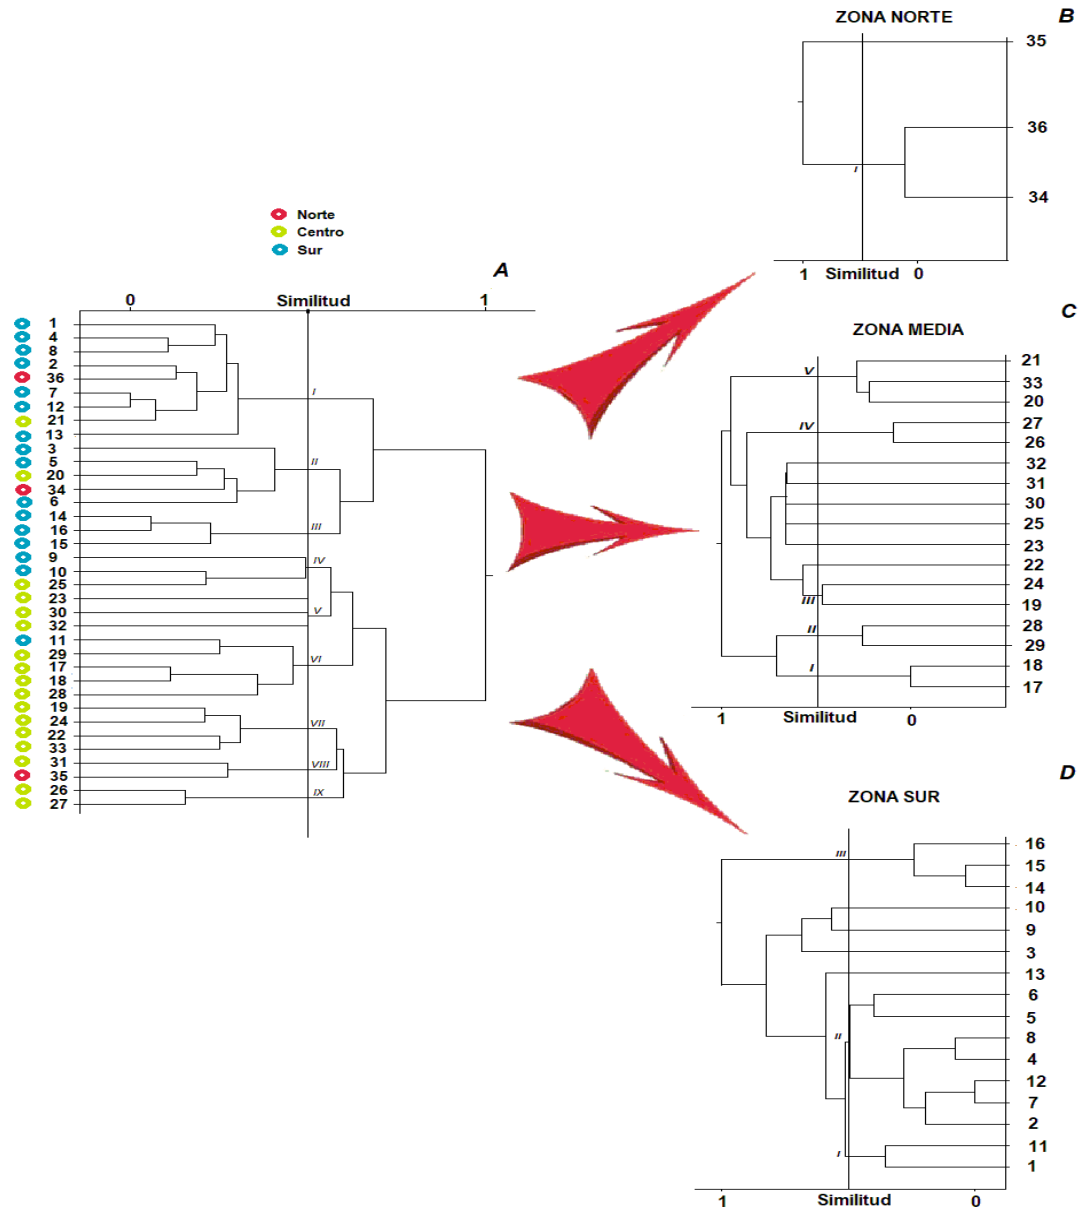 ZONA NORTE
B
35
36
I
34
1 Similitud 0
Norte
Centro
Sur
A
0 Similitud 1
1
4
8
2
36
7
12
21
13
3
5
20
34
6
14
16
15
9
10
25
23
30
32
11
29
17
18
28
19
24
22
33
31
35
26
27
I
II
III
IV
V
VI
VII
VIII
IX
C
ZONA MEDIA
21
33
20
27
26
32
31
30
25
23
22
24
19
28
29
18
17
V
IV
III
II
I
1 Similitud 0
D
ZONA SUR
16
15
14
10
9
3
13
6
5
8
4
12
7
2
11
1
III
II
I
1 Similitud 0